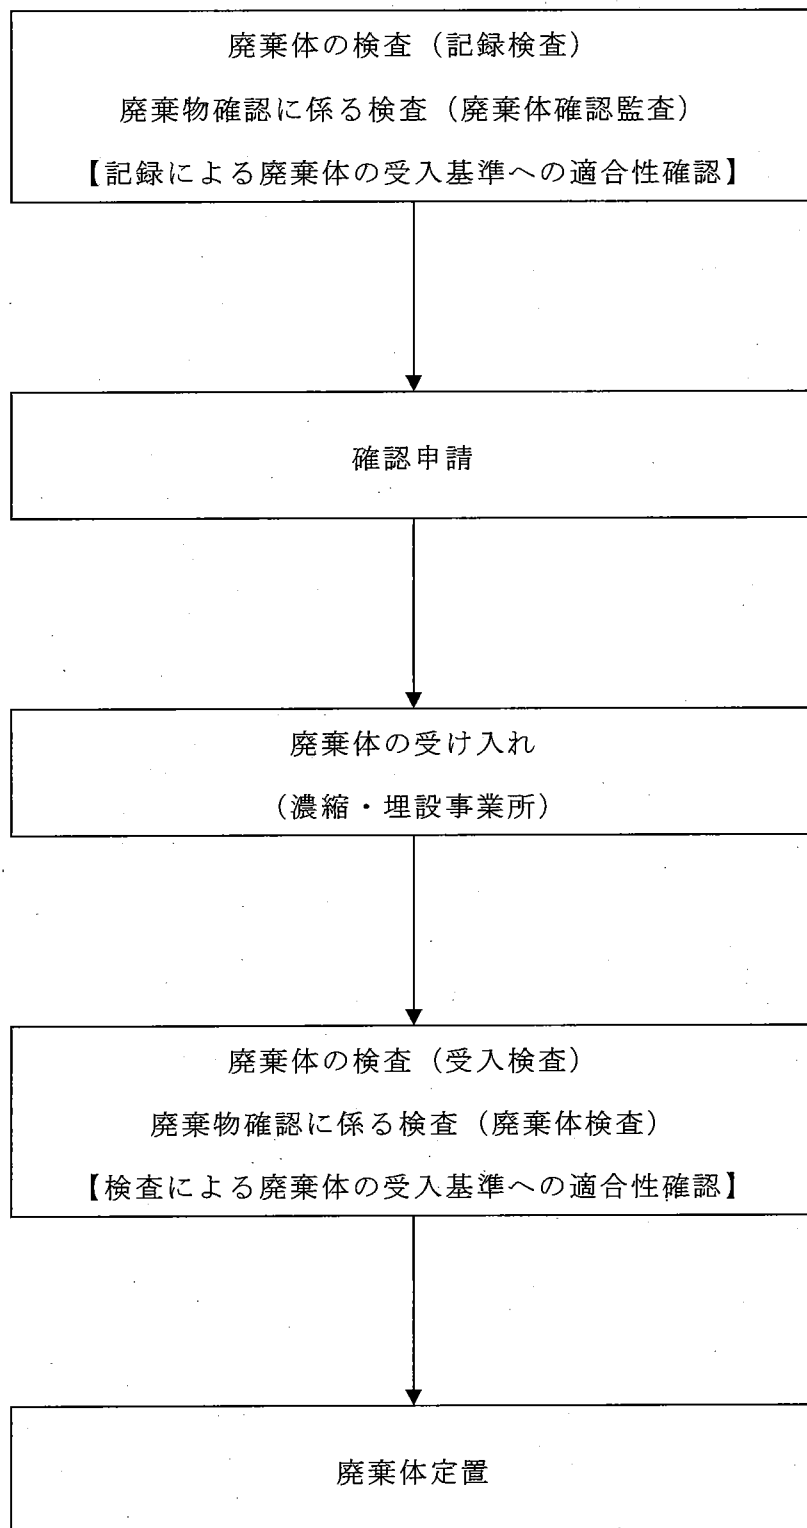 廃棄体の検査（記録検査）
廃棄物確認に係る検査（廃棄体確認監査）
【記録による廃棄体の受入基準への適合性確認】
確認申請
廃棄体の受け入れ
（濃縮・埋設事業所）
廃棄体の検査（受入検査）
廃棄物確認に係る検査（廃棄体検査）
【検査による廃棄体の受入基準への適合性確認】
廃棄体定置